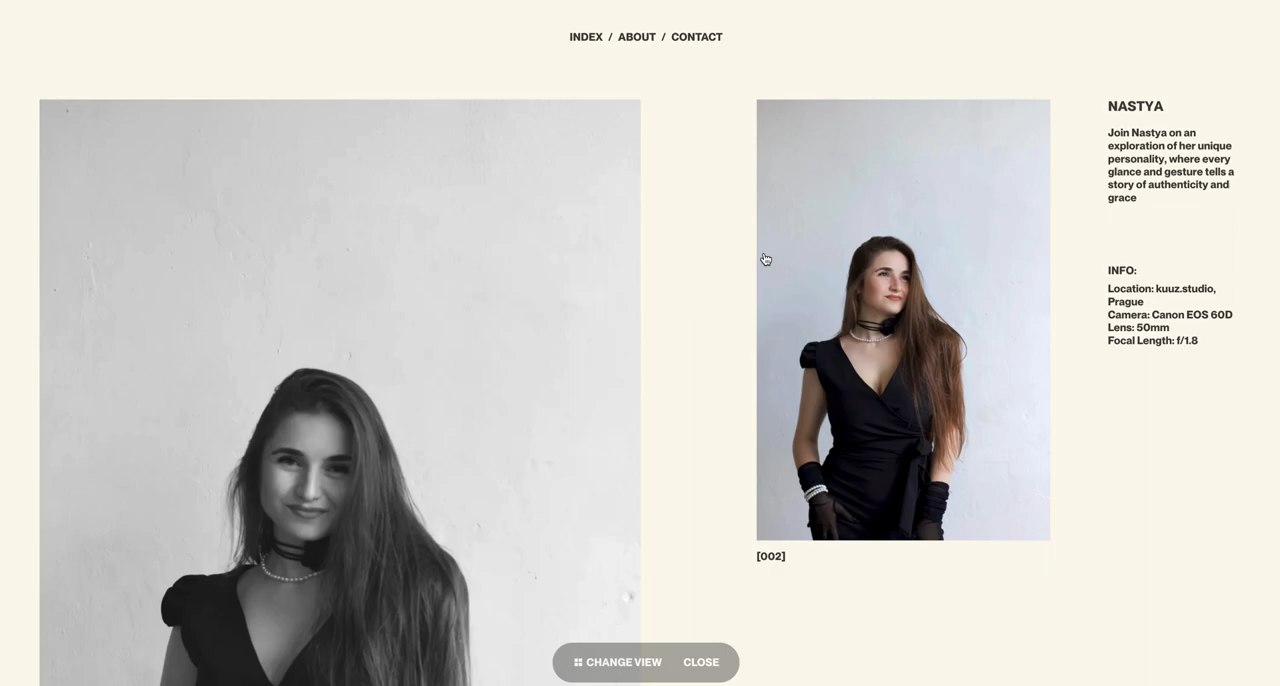 INDEX / ABOUT / CONTACT
NASTYA
Join Nastya on an
exploration of her unique
personality, where every
glance and gesture tells a
story of authenticity and
grace
INFO:
Location: kuuz.studio,
Prague
Camera: Canon EOS 60D
Lens: 50mm
Focal Length: f/1.8
[002]
CHANGE VIEW CLOSE